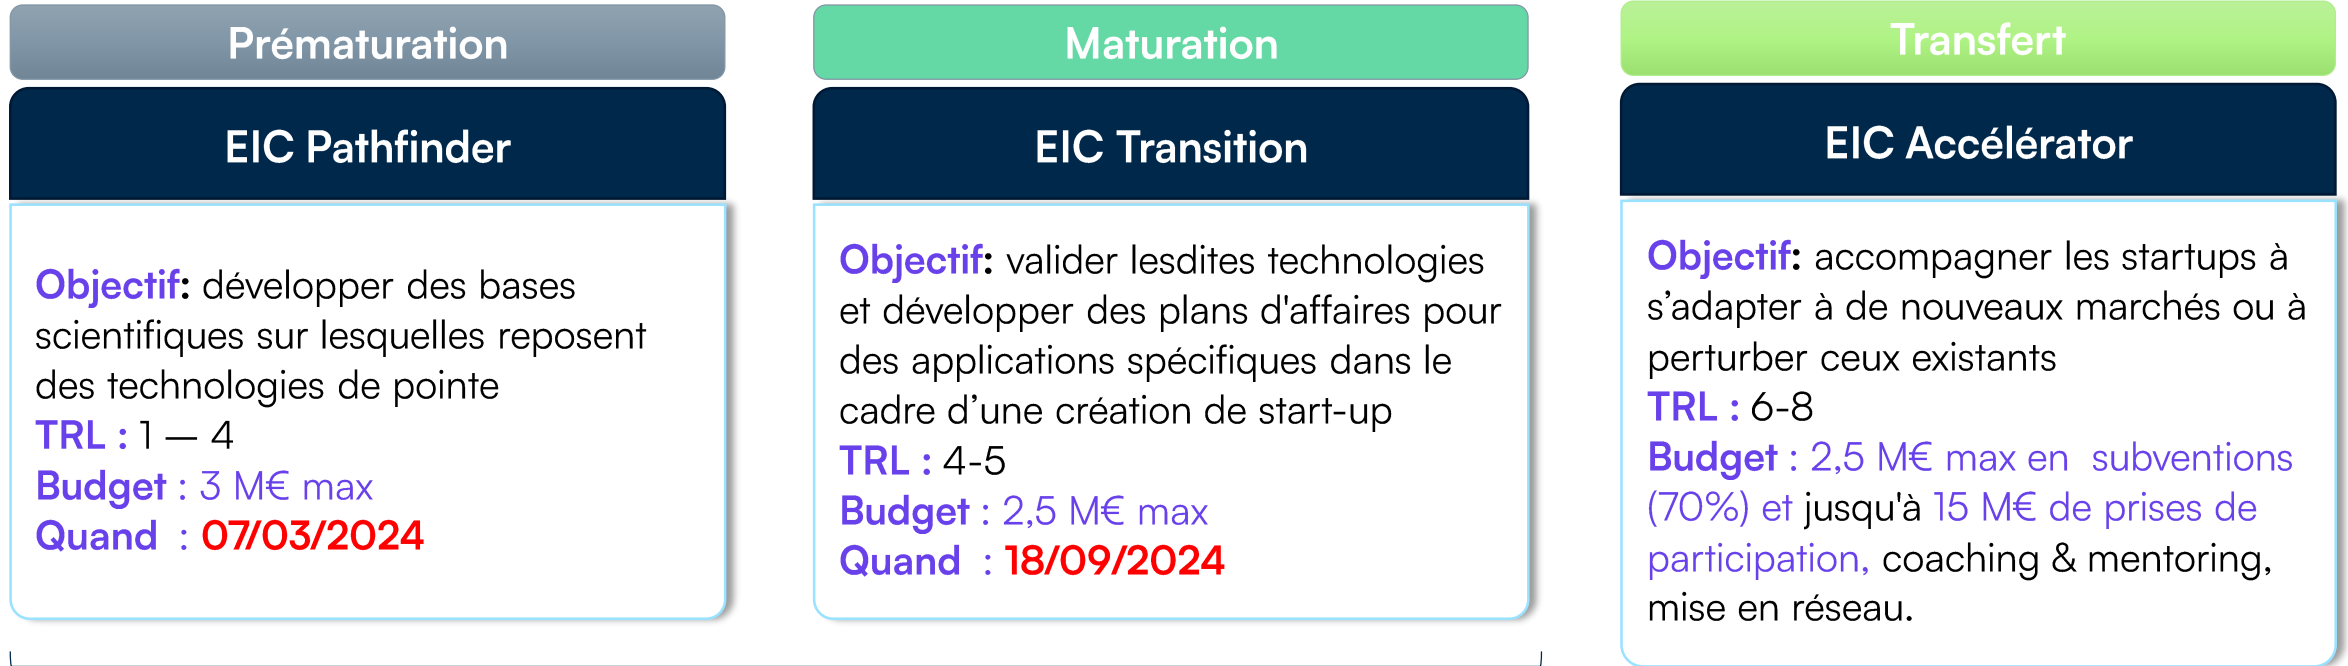 Prématuration
EIC Pathfinder
Objectif: développer des bases
scientifiques sur lesquelles reposent
des technologies de pointe
TRL : 1 – 4
Budget : 3 M€ max
Quand : 07/03/2024
Maturation
EIC Transition
Objectif: valider lesdites technologies
et développer des plans d'affaires pour
des applications spécifiques dans le
cadre d’une création de start-up
TRL : 4-5
Budget : 2,5 M€ max
Quand : 18/09/2024
Transfert
EIC Accélérator
Objectif: accompagner les startups à
s’adapter à de nouveaux marchés ou à
perturber ceux existants
TRL : 6-8
Budget : 2,5 M€ max en subventions
(70%) et jusqu'à 15 M€ de prises de
participation, coaching & mentoring,
mise en réseau.